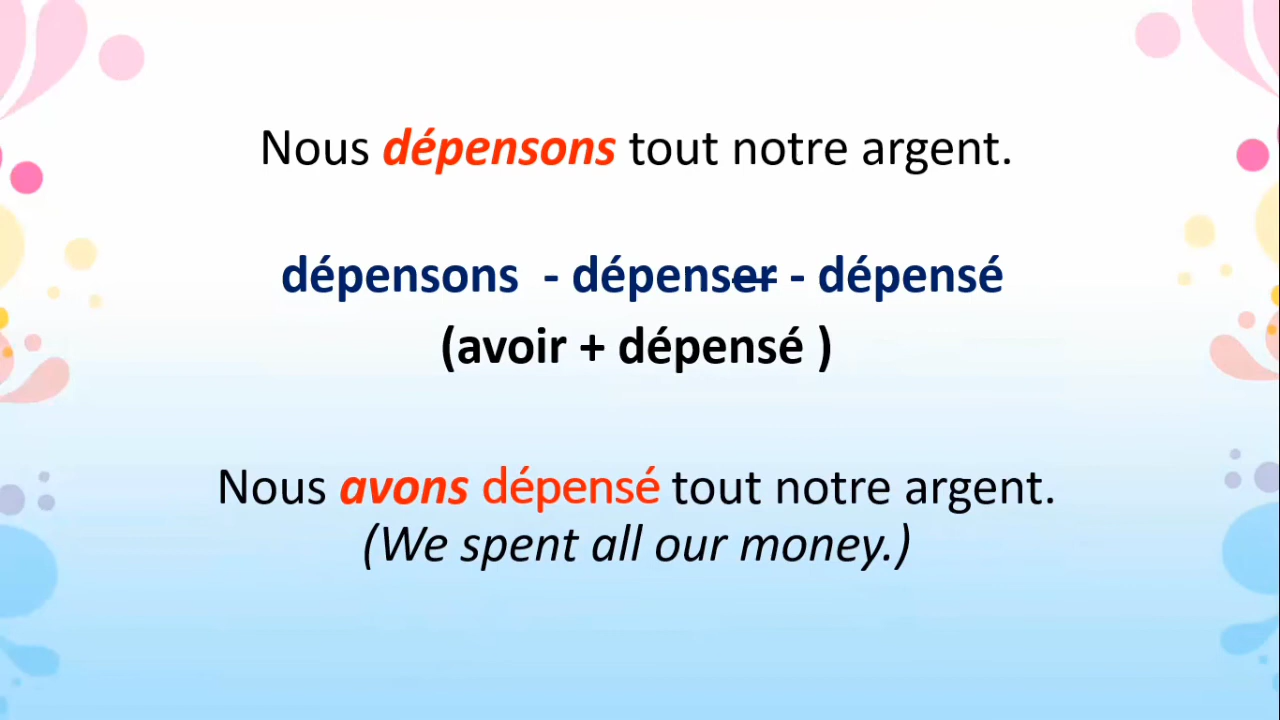 Nous dépensons tout notre argent.
dépensons - dépenser - dépensé
(avoir + dépensé )
Nous avons dépensé tout notre argent.
(We spent all our money.)